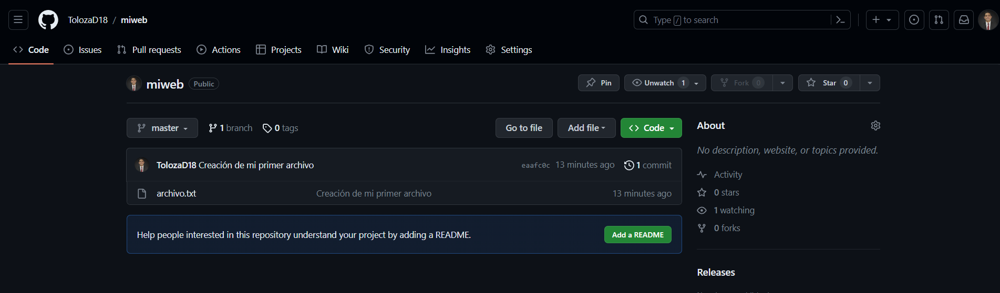 TolozaD18 / miweb
Type / to search
Code Issues Pull requests Actions Projects Wiki Security Insights Settings
miweb Public
Pin Unwatch 1 Fork 0 Star 0
master 1 branch 0 tags Go to file Add file Code
TolozaD18 Creación de mi primer archivo eaafc0c 13 minutes ago 1 commit
archivo.txt Creación de mi primer archivo 13 minutes ago
Help people interested in this repository understand your project by adding a README. Add a README
About
No description, website, or topics provided.
Activity
0 stars
1 watching
0 forks
Releases